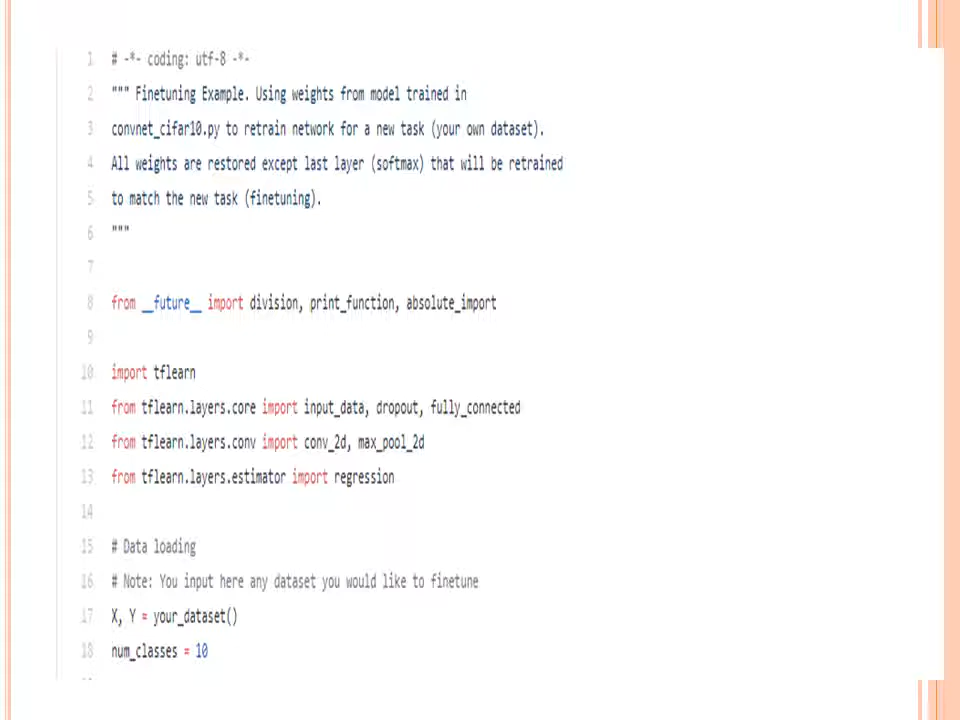 1 # -*- coding: utf-8 -*-
2 """ Finetuning Example. Using weights from model trained in
3 convnet_cifar10.py to retrain network for a new task (your own dataset).
4 All weights are restored except last layer (softmax) that will be retrained
5 to match the new task (finetuning).
6 """
7
8 from __future__ import division, print_function, absolute_import
9
10 import tflearn
11 from tflearn.layers.core import input_data, dropout, fully_connected
12 from tflearn.layers.conv import conv_2d, max_pool_2d
13 from tflearn.layers.estimator import regression
14
15 # Data loading
16 # Note: You input here any dataset you would like to finetune
17 X, Y = your_dataset()
18 num_classes = 10